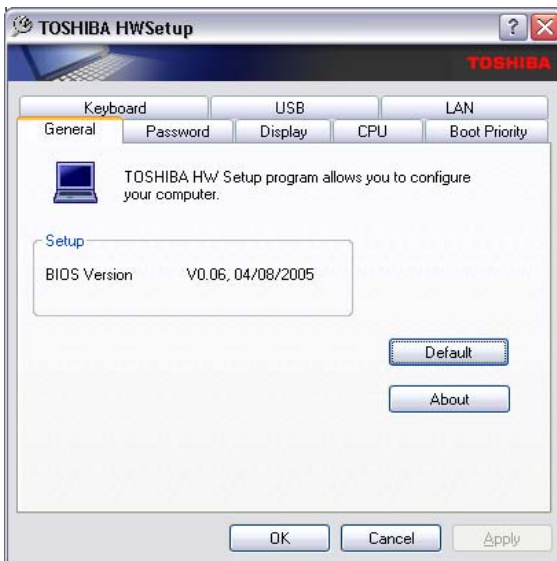 TOSHIBA HWSetup
TOSHIBA
Keyboard USB LAN
General Password Display CPU Boot Priority
TOSHIBA HW Setup program allows you to configure
your computer.
Setup
BIOS Version V0.06, 04/08/2005
Default
About
OK Cancel Apply